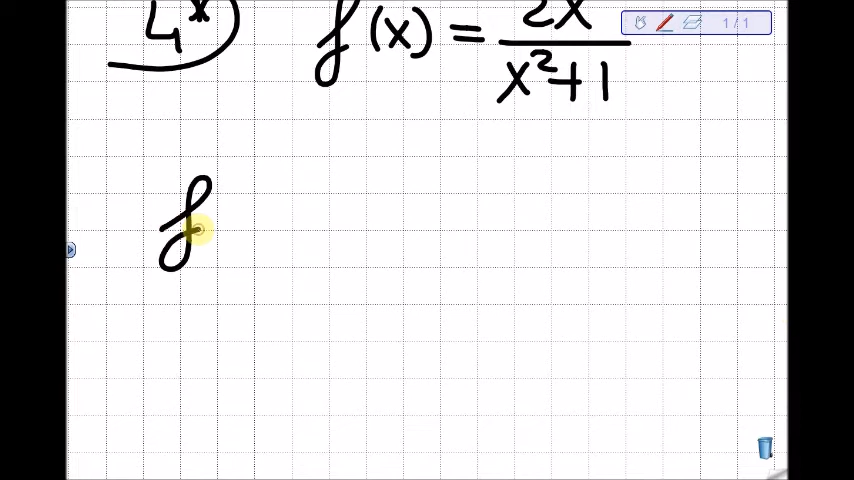 4*) f(x) = 2x / x²+1
1 / 1
f